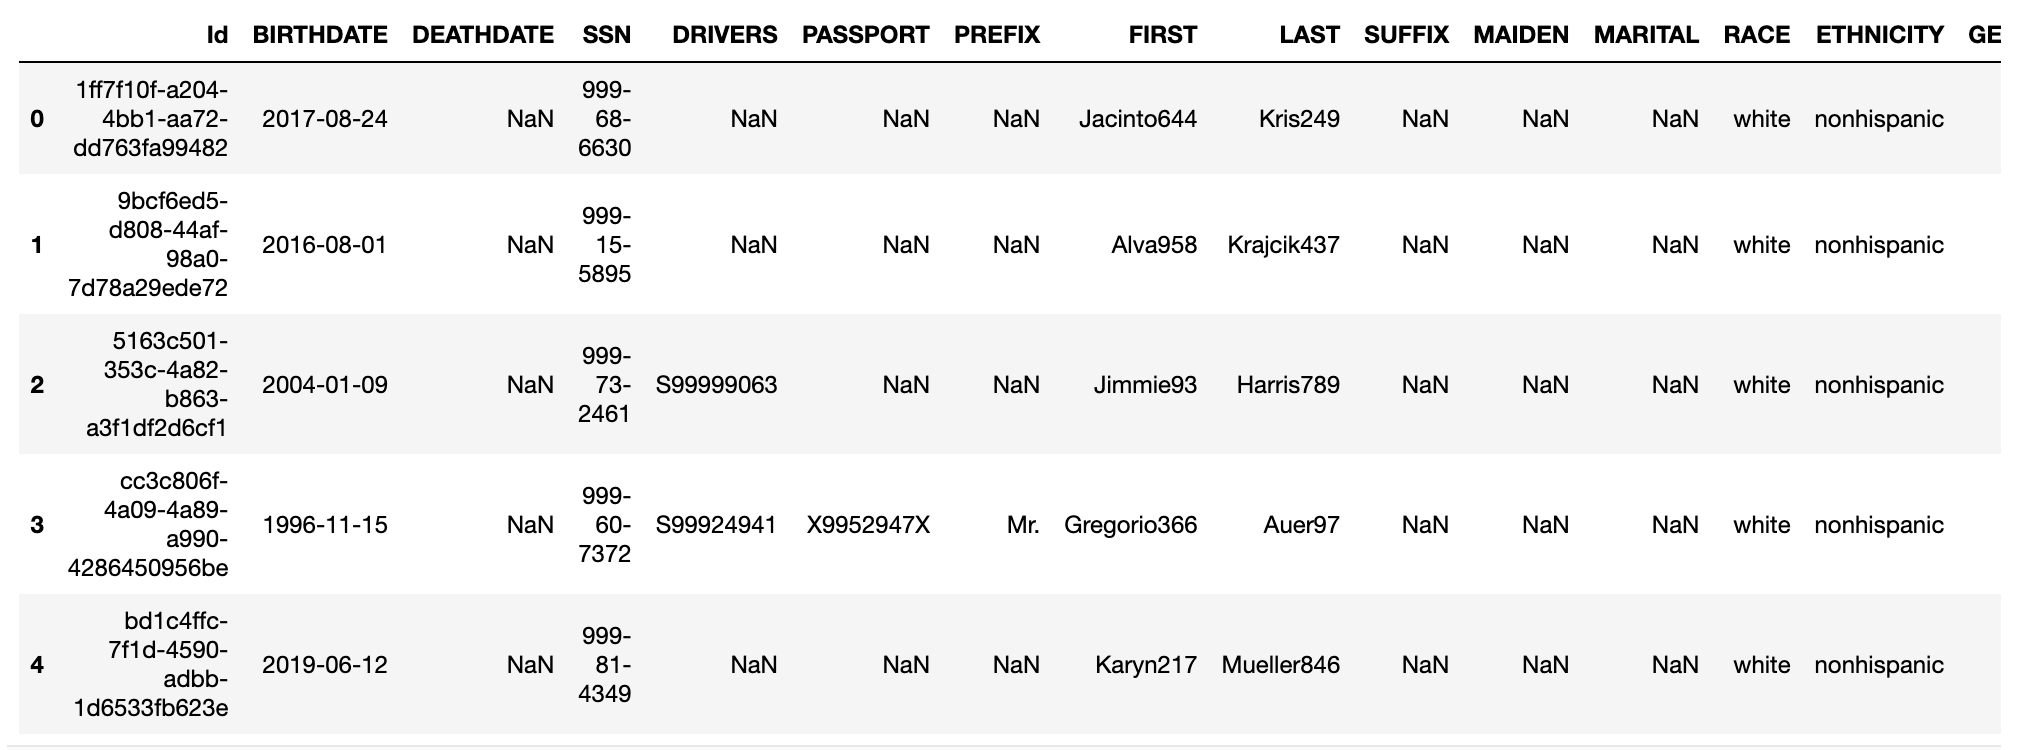 Id BIRTHDATE DEATHDATE SSN DRIVERS PASSPORT PREFIX FIRST LAST SUFFIX MAIDEN MARITAL RACE ETHNICITY GE
1ff7f10f-a204- 999-
0 4bb1-aa72- 2017-08-24 NaN 68- NaN NaN NaN Jacinto644 Kris249 NaN NaN NaN white nonhispanic
dd763fa99482 6630
9bcf6ed5-
d808-44af- 999-
1 2016-08-01 NaN 15- NaN NaN NaN Alva958 Krajcik437 NaN NaN NaN white nonhispanic
98a0- 5895
7d78a29ede72
5163c501-
353c-4a82- 999-
2 2004-01-09 NaN 73- S99999063 NaN NaN Jimmie93 Harris789 NaN NaN NaN white nonhispanic
b863- 2461
a3f1df2d6cf1
cc3c806f-
4a09-4a89- 999-
3 1996-11-15 NaN 60- S99924941 X9952947X Mr. Gregorio366 Auer97 NaN NaN NaN white nonhispanic
a990- 7372
4286450956be
bd1c4ffc-
7f1d-4590- 999-
4 2019-06-12 NaN 81- NaN NaN NaN Karyn217 Mueller846 NaN NaN NaN white nonhispanic
adbb- 4349
1d6533fb623e